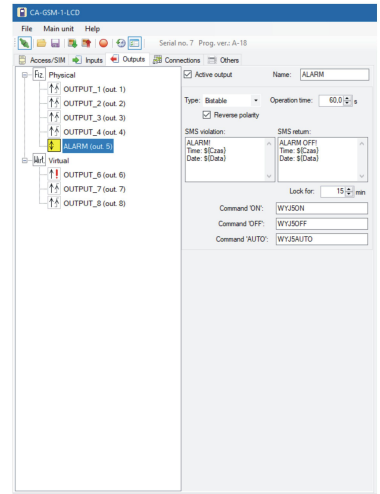 CA-GSM-1-LCD
File Main unit Help
Serial no. 7 Prog. ver.: A-18
Access/SIM Inputs Outputs Connections Others
Fiz. Physical
OUTPUT_1 (out. 1)
OUTPUT_2 (out. 2)
OUTPUT_3 (out. 3)
OUTPUT_4 (out. 4)
ALARM (out. 5)
Wirt. Virtual
OUTPUT_6 (out. 6)
OUTPUT_7 (out. 7)
OUTPUT_8 (out. 8)
Active output Name: ALARM
Type: Bistable Operation time: 60,0 s
Reverse polarity
SMS violation: SMS return:
ALARM! ALARM OFF!
Time: ${Czas} Time: ${Czas}
Date: ${Data} Date: ${Data}
Lock for: 15 min
Command 'ON': WYJ5ON
Command 'OFF': WYJ5OFF
Command 'AUTO': WYJ5AUTO